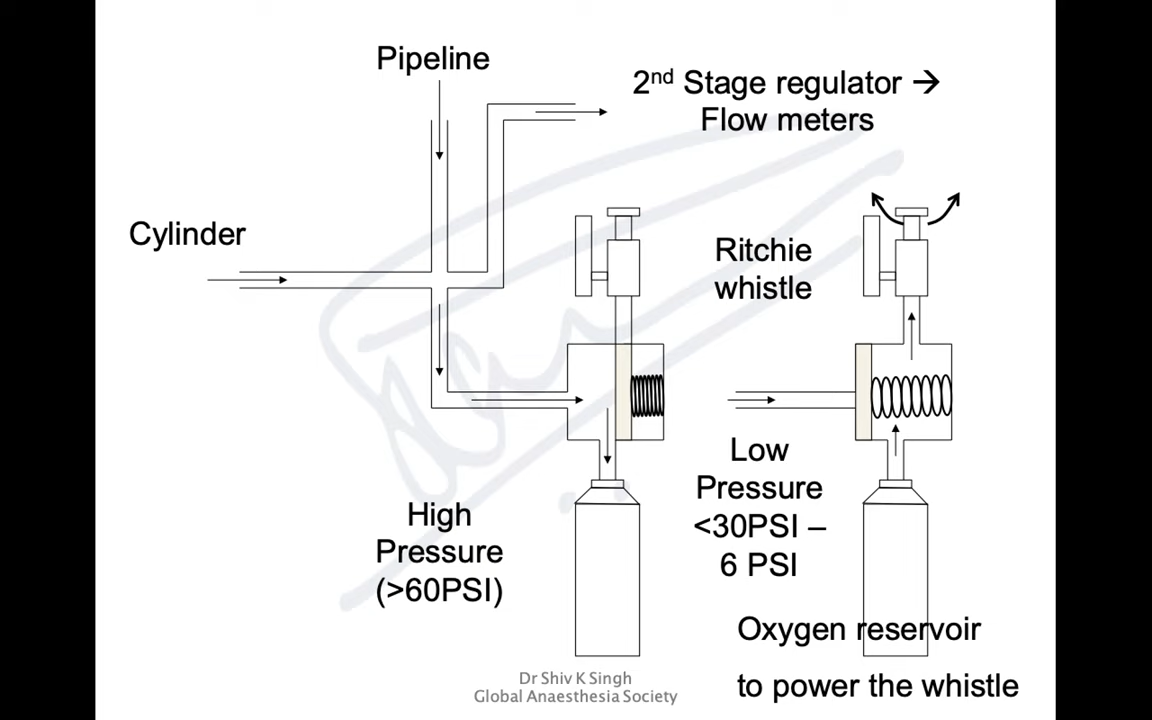 Pipeline
2nd Stage regulator →
Flow meters
Cylinder
Ritchie
whistle
High
Pressure
(>60PSI)
Low
Pressure
<30PSI –
6 PSI
Oxygen reservoir
to power the whistle
Dr Shiv K Singh
Global Anaesthesia Society